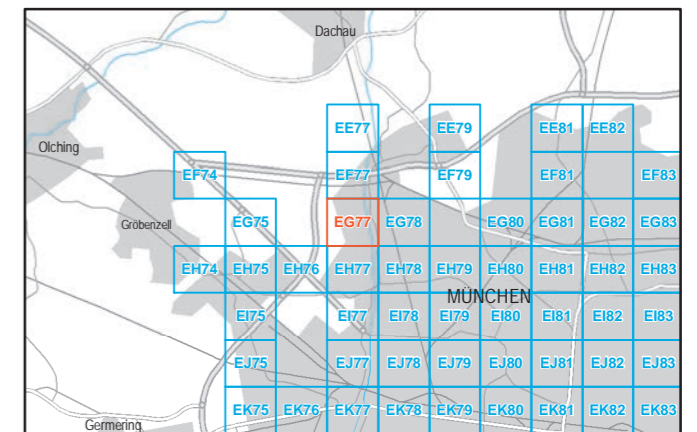 Dachau
EE77 EE79 EE81 EE82
Olching
EF74 EF77 EF79 EF81 EF83
Gröbenzell EG75 EG77 EG78 EG80 EG81 EG82 EG83
EH74 EH75 EH76 EH77 EH78 EH79 EH80 EH81 EH82 EH83
MÜNCHEN
EI75 EI77 EI78 EI79 EI80 EI81 EI82 EI83
EJ75 EJ77 EJ78 EJ79 EJ80 EJ81 EJ82 EJ83
EK75 EK76 EK77 EK78 EK79 EK80 EK81 EK82 EK83
Germering